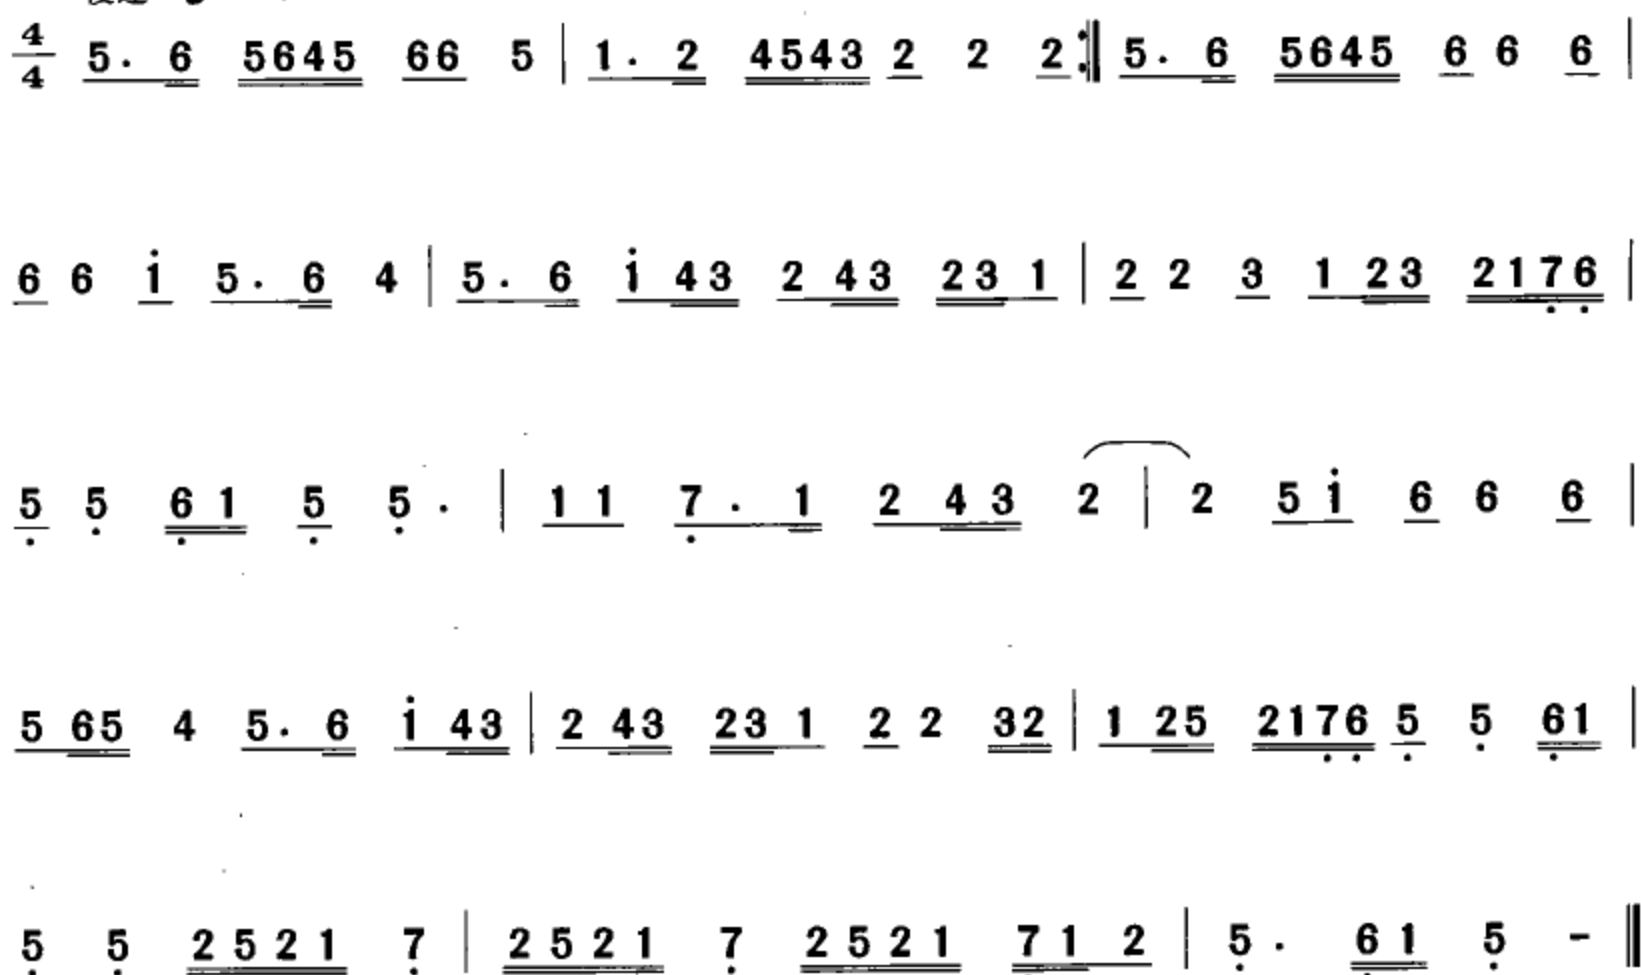 4/4 5. 6 5645 66 5 | 1. 2 4543 2 2 2 :‖ 5. 6 5645 6 6 6 |
6 6 i 5. 6 4 | 5. 6 i 43 2 43 23 1 | 2 2 3 1 23 2176 |
5 5 61 5 5. | 11 7. 1 2 43 2 | 2 5i 6 6 6 |
5 65 4 5. 6 i 43 | 2 43 23 1 2 2 32 | 1 25 2176 5 5 61 |
5 5 2521 7 | 2521 7 2521 71 2 | 5. 61 5 - ‖